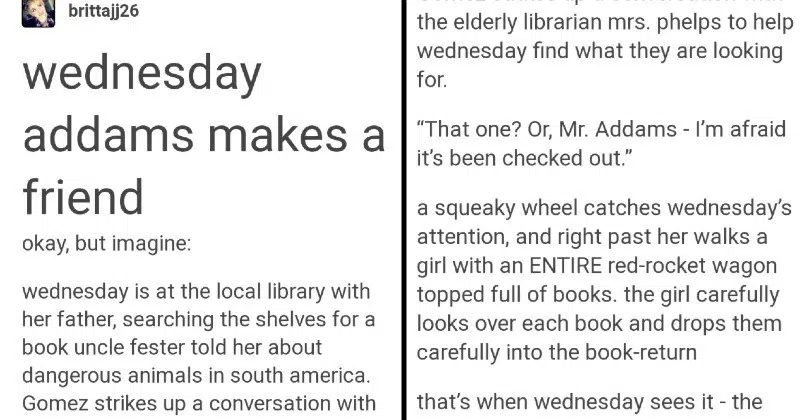 brittajj26
wednesday
addams makes a
friend
okay, but imagine:
wednesday is at the local library with
her father, searching the shelves for a
book uncle fester told her about
dangerous animals in south america.
Gomez strikes up a conversation with
the elderly librarian mrs. phelps to help
wednesday find what they are looking
for.
“That one? Or, Mr. Addams - I’m afraid
it’s been checked out.”
a squeaky wheel catches wednesday’s
attention, and right past her walks a
girl with an ENTIRE red-rocket wagon
topped full of books. the girl carefully
looks over each book and drops them
carefully into the book-return
that’s when wednesday sees it - the